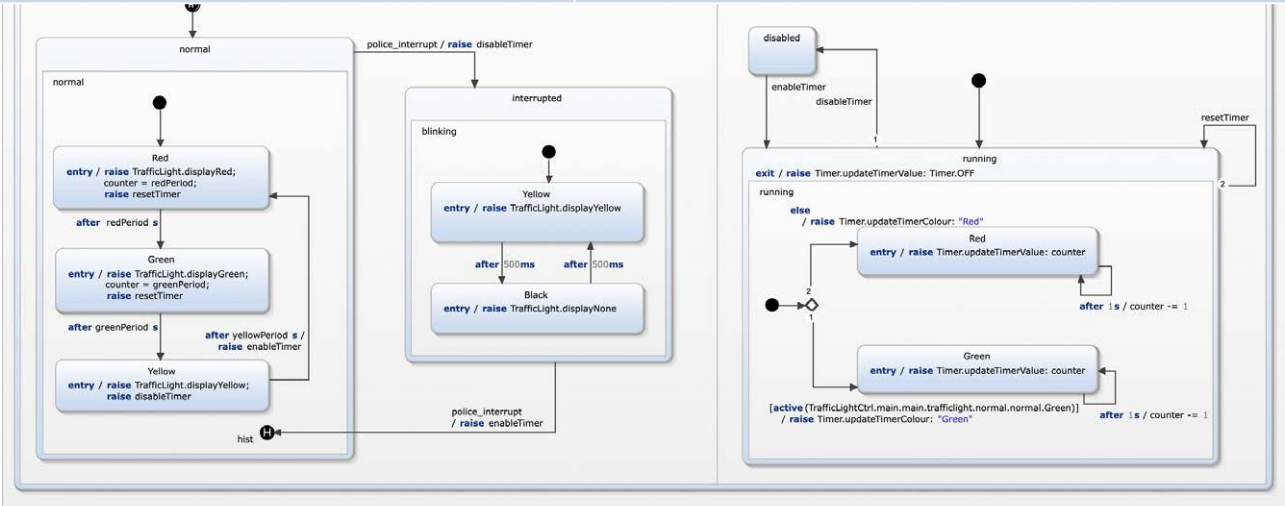 normal
police_interrupt / raise disableTimer
normal
Red
entry / raise TrafficLight.displayRed;
counter = redPeriod;
raise resetTimer
after redPeriod s
Green
entry / raise TrafficLight.displayGreen;
counter = greenPeriod;
raise resetTimer
after greenPeriod s
after yellowPeriod s /
raise enableTimer
Yellow
entry / raise TrafficLight.displayYellow;
raise disableTimer
hist
H
interrupted
blinking
Yellow
entry / raise TrafficLight.displayYellow
after 500ms
after 500ms
Black
entry / raise TrafficLight.displayNone
police_interrupt
/ raise enableTimer
disabled
enableTimer
disableTimer
1
resetTimer
2
running
exit / raise Timer.updateTimerValue: Timer.OFF
running
else
/ raise Timer.updateTimerColour: "Red"
Red
entry / raise Timer.updateTimerValue: counter
after 1s / counter -= 1
2
1
Green
entry / raise Timer.updateTimerValue: counter
after 1s / counter -= 1
[active(TrafficLightCtrl.main.main.trafficlight.normal.normal.Green)]
/ raise Timer.updateTimerColour: "Green"